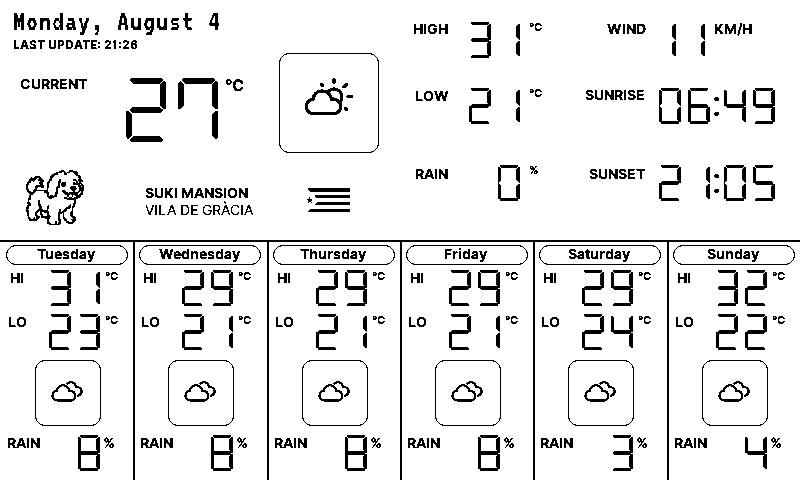 Monday, August 4
LAST UPDATE: 21:26
CURRENT 27 °C
HIGH 31 °C
WIND 11 KM/H
LOW 21 °C
SUNRISE 06:49
RAIN 0 %
SUNSET 21:05
SUKI MANSION
VILA DE GRÀCIA
Tuesday
HI 31 °C
LO 23 °C
RAIN 8 %
Wednesday
HI 29 °C
LO 21 °C
RAIN 8 %
Thursday
HI 29 °C
LO 21 °C
RAIN 8 %
Friday
HI 29 °C
LO 21 °C
RAIN 8 %
Saturday
HI 29 °C
LO 24 °C
RAIN 3 %
Sunday
HI 32 °C
LO 22 °C
RAIN 4 %